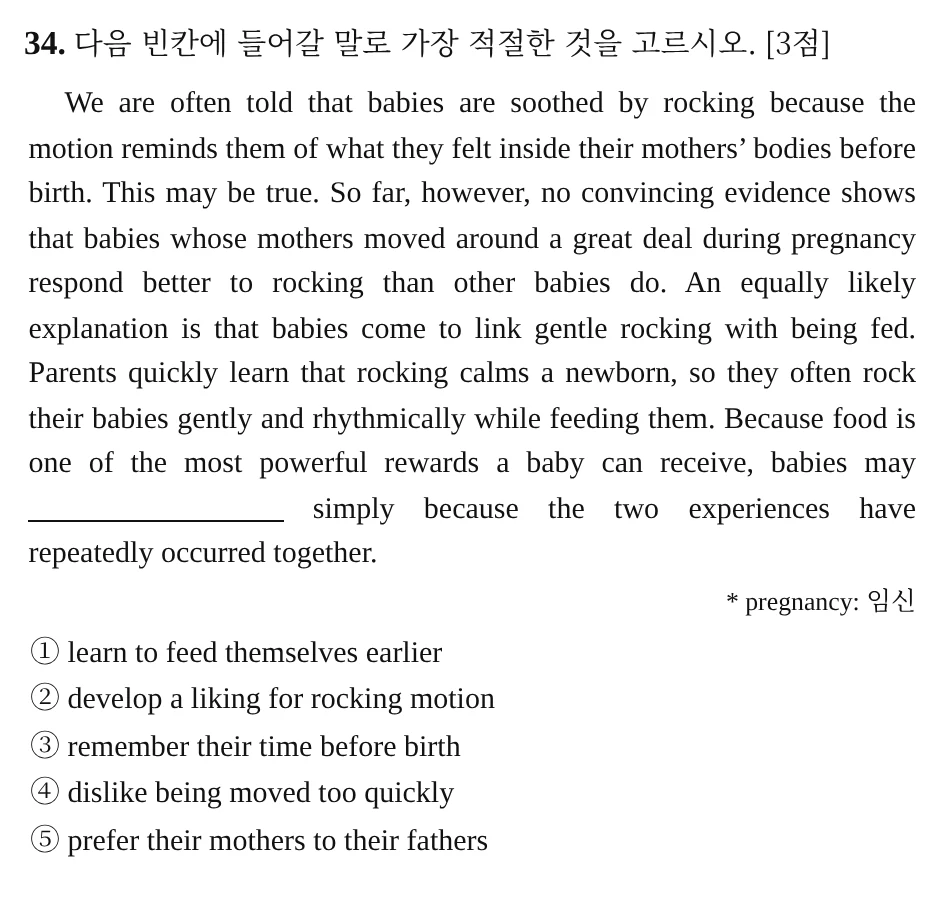 34. 다음 빈칸에 들어갈 말로 가장 적절한 것을 고르시오. [3점]
We are often told that babies are soothed by rocking because the
motion reminds them of what they felt inside their mothers’ bodies before
birth. This may be true. So far, however, no convincing evidence shows
that babies whose mothers moved around a great deal during pregnancy
respond better to rocking than other babies do. An equally likely
explanation is that babies come to link gentle rocking with being fed.
Parents quickly learn that rocking calms a newborn, so they often rock
their babies gently and rhythmically while feeding them. Because food is
one of the most powerful rewards a baby can receive, babies may
________________ simply because the two experiences have
repeatedly occurred together.
* pregnancy: 임신
① learn to feed themselves earlier
② develop a liking for rocking motion
③ remember their time before birth
④ dislike being moved too quickly
⑤ prefer their mothers to their fathers